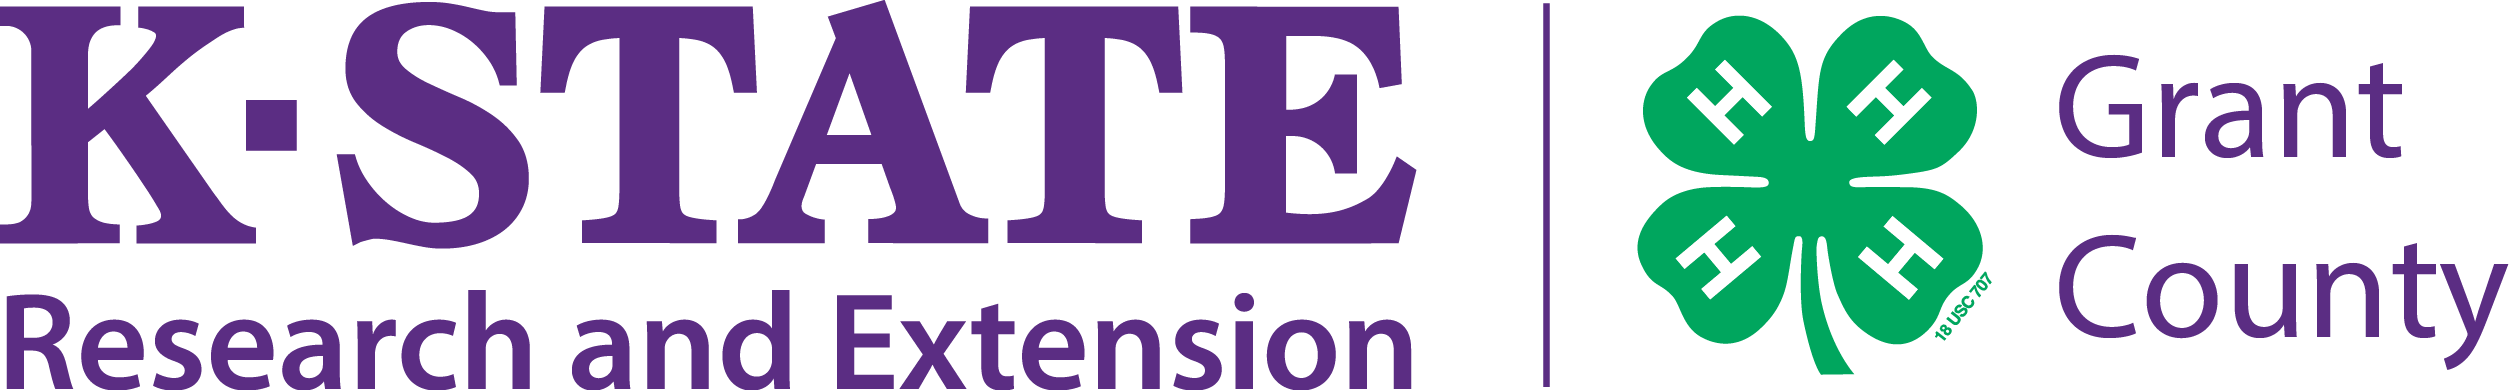 K·STATE
Research and Extension
H H
H H
18 USC 707
Grant
County